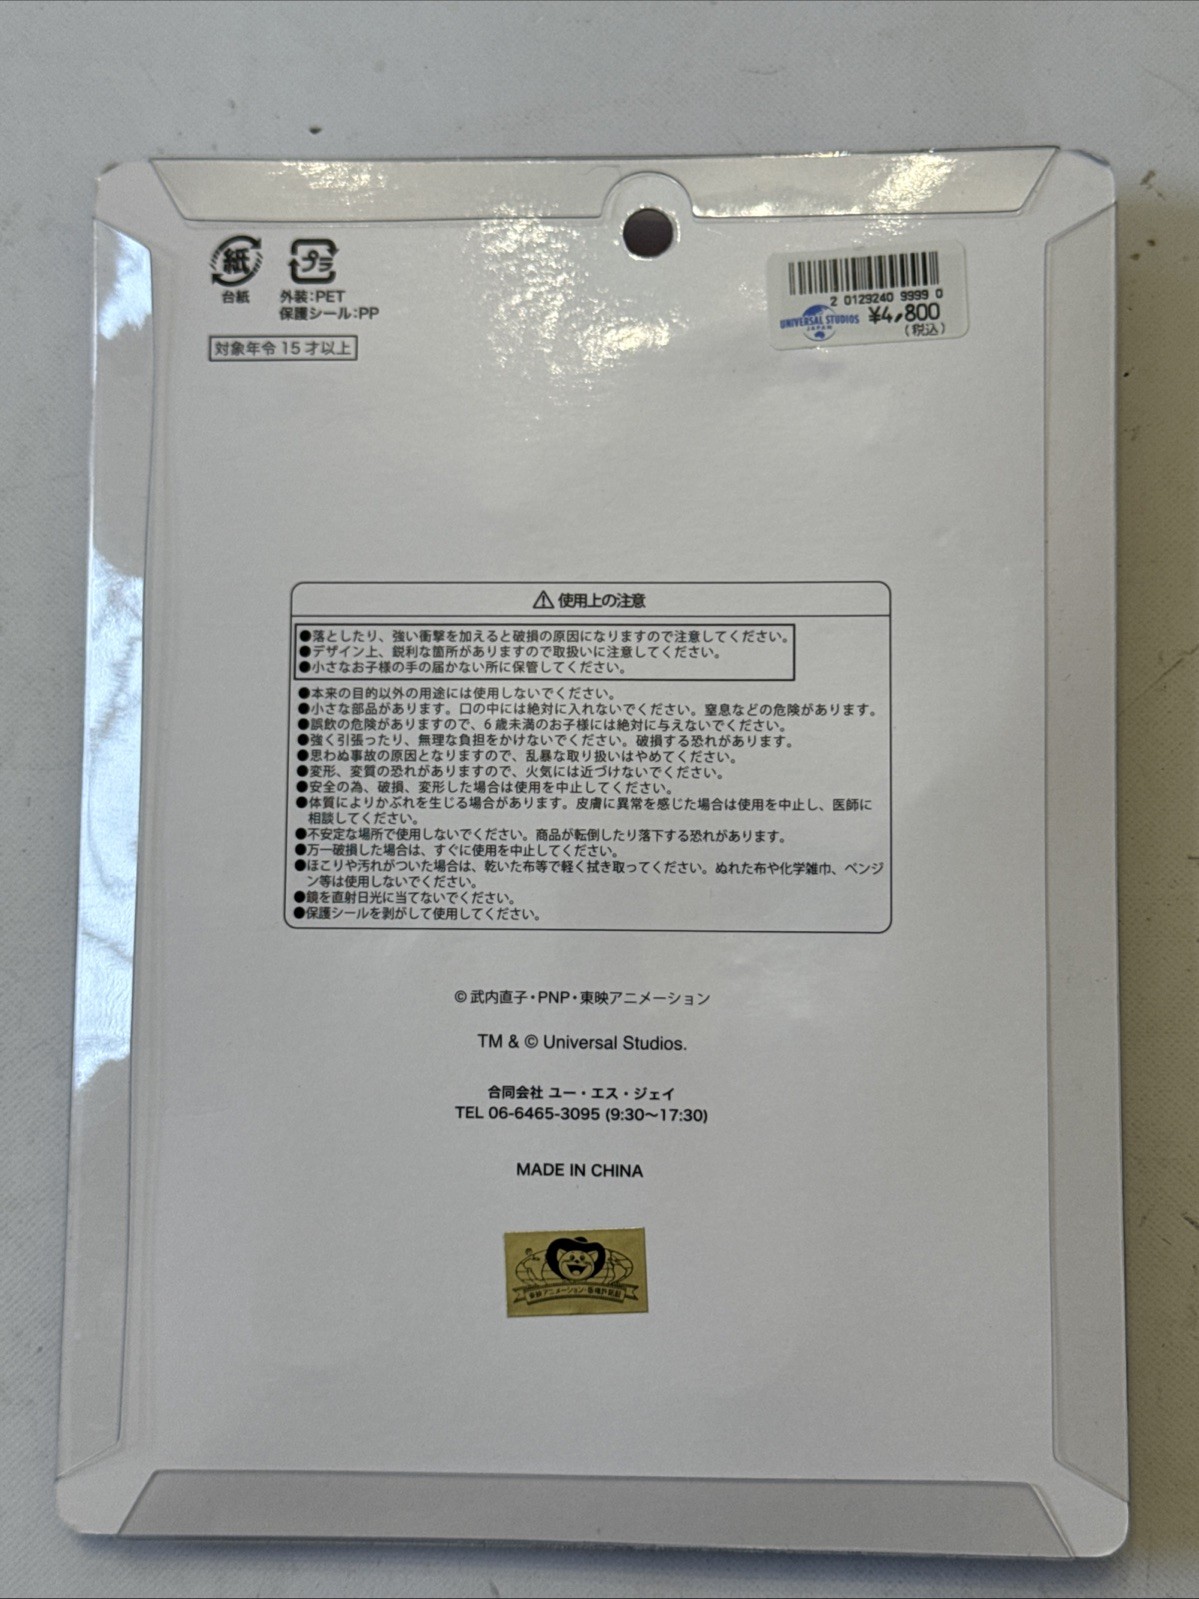 紙
プラ
台紙
外装:PET
保護シール:PP
対象年令 15 才以上
2 0129240 9999 0
UNIVERSAL STUDIOS
JAPAN
¥4,800
(税込)
⚠ 使用上の注意
●落としたり、強い衝撃を加えると破損の原因になりますので注意してください。
●デザイン上、鋭利な箇所がありますので取扱いに注意してください。
●小さなお子様の手の届かない所に保管してください。
●本来の目的以外の用途には使用しないでください。
●小さな部品があります。口の中には絶対に入れないでください。窒息などの危険があります。
●誤飲の危険がありますので、6 歳未満のお子様には絶対に与えないでください。
●強く引張ったり、無理な負担をかけないでください。破損する恐れがあります。
●思わぬ事故の原因となりますので、乱暴な取り扱いはやめてください。
●変形、変質の恐れがありますので、火気には近づけないでください。
●安全の為、破損、変形した場合は使用を中止してください。
●体質によりかぶれを生じる場合があります。皮膚に異常を感じた場合は使用を中止し、医師に
相談してください。
●不安定な場所で使用しないでください。商品が転倒したり落下する恐れがあります。
●万一破損した場合は、すぐに使用を中止してください。
●ほこりや汚れがついた場合は、乾いた布等で軽く拭き取ってください。ぬれた布や化学雑巾、ベンジ
ン等は使用しないでください。
●鏡を直射日光に当てないでください。
●保護シールを剥がして使用してください。
© 武内直子・PNP・東映アニメーション
TM & © Universal Studios.
合同会社 ユー・エス・ジェイ
TEL 06-6465-3095 (9:30〜17:30)
MADE IN CHINA
東映アニメーション・版権許諾証